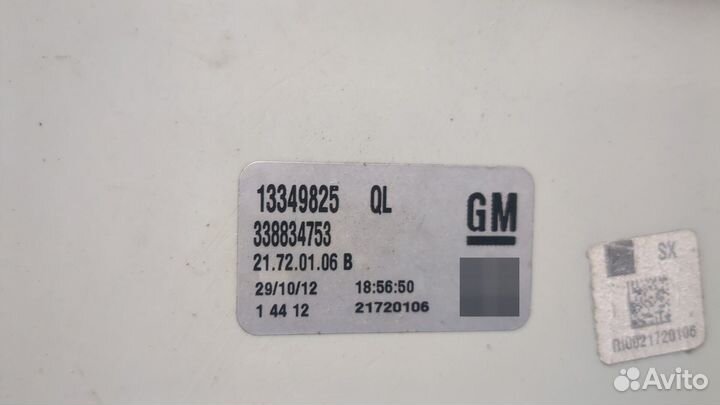 13349825 QL
GM
338834753
21.72.01.06 B
29/10/12 18:56:50
1 44 12 21720106
SX
Avito